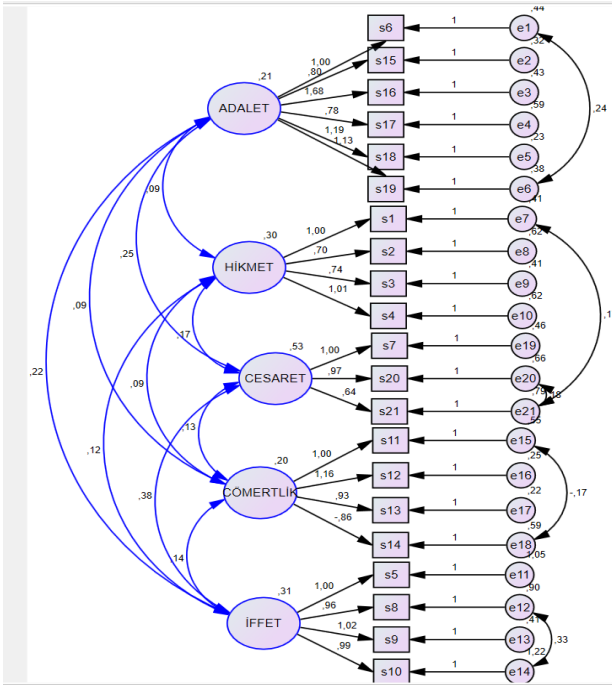 ,44
s6 1 e1
,32
,21 1,00
,80 s15 1 e2
,43
1,68 s16 1 e3
ADALET ,59 ,24
,78 s17 1 e4
,23
1,19 s18 1 e5
1,13 ,38
s19 1 e6
,09 ,41
s1 1 e7
,30 1,00 ,62
,25 ,70 s2 1 e8
HİKMET ,41
,74 s3 1 e9
1,01 ,62
,09 s4 1 e10
,46
,17 ,53 1,00 s7 1 e19
,66
,22 CESARET ,97 s20 1 e20
,09 ,79
,64 s21 1 e21
,13 ,55
,20 1,00 s11 1 e15
,12 ,25
1,16 s12 1 e16
,38 CÖMERTLİK ,22 -,17
,93 s13 1 e17
-,86 ,59
s14 1 e18
,14 1,05
1,00 s5 1 e11
,31 ,90
,96 s8 1 e12
İFFET ,41
1,02 s9 1 e13 ,33
,99 1,22
s10 1 e14